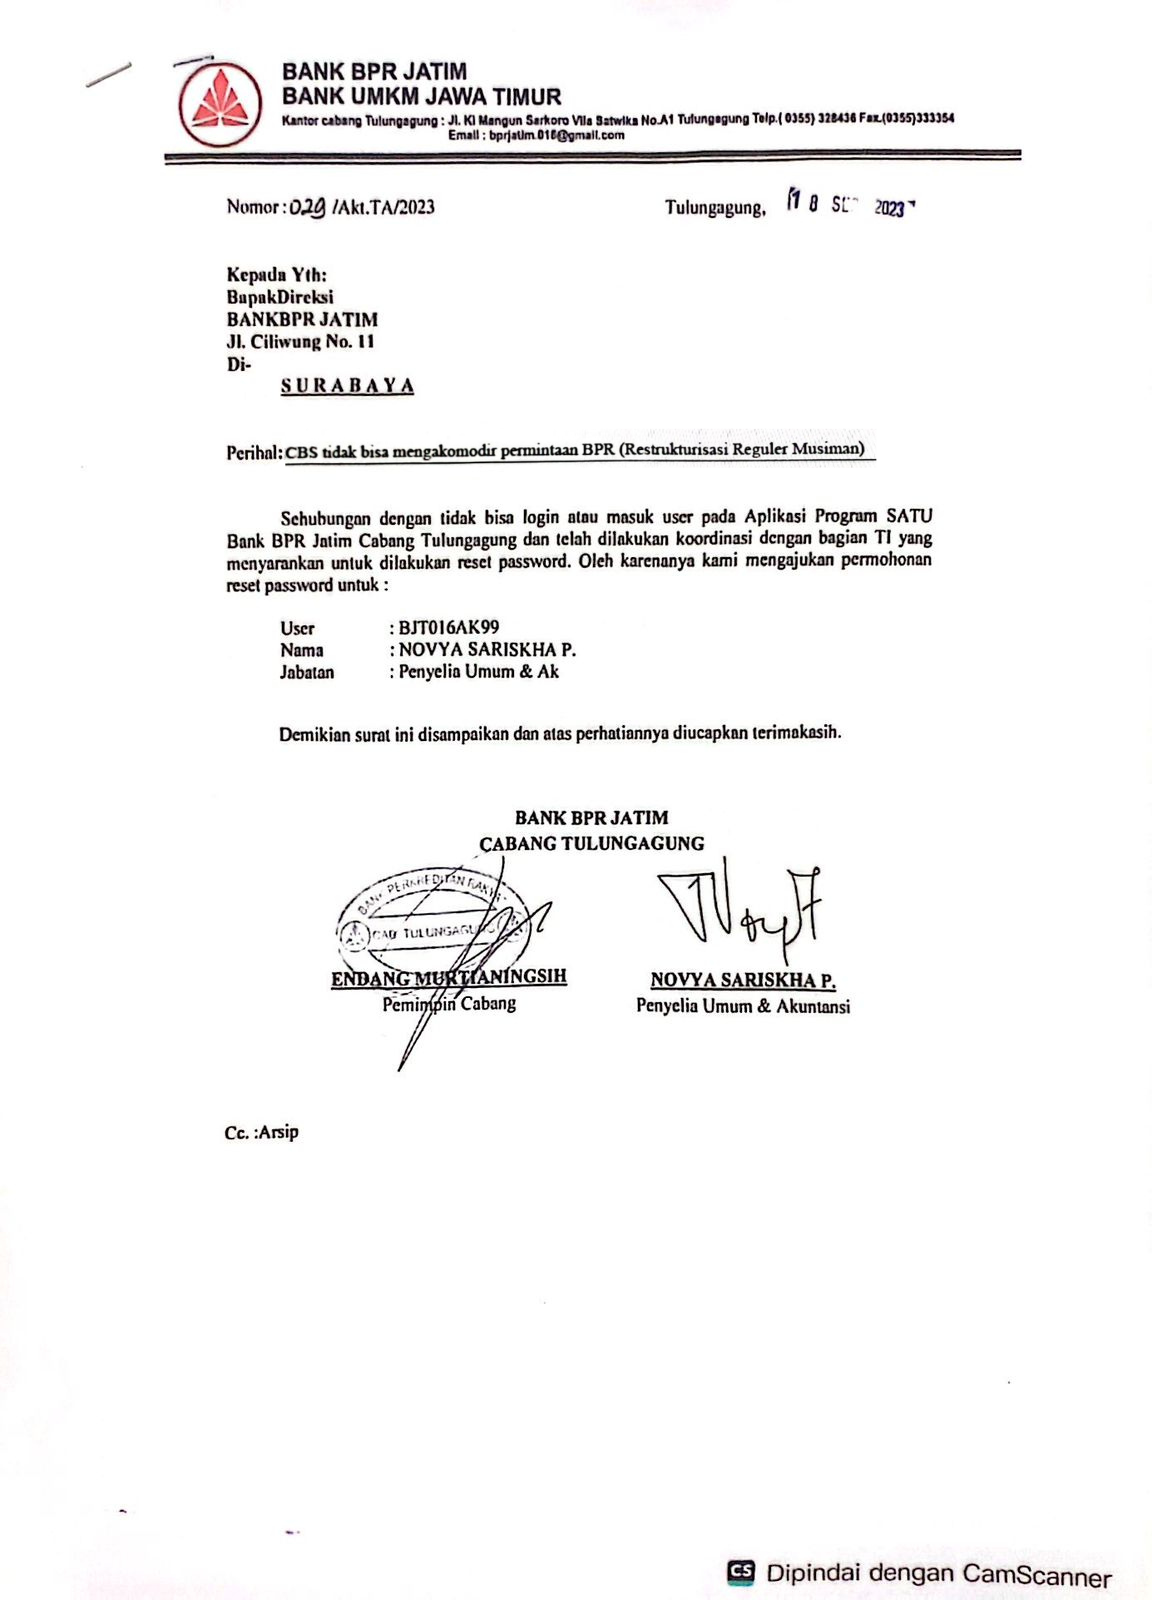 BANK BPR JATIM
BANK UMKM JAWA TIMUR
Kantor cabang Tulungagung : Jl. Ki Mangun Sarkoro Vila Satwika No.A1 Tulungagung Telp.( 0355) 328436 Fax.(0355)333354
Email : bprjatim.016@gmail.com
Nomor : 029 /Akt.TA/2023
Tulungagung, 18 SEP 2023
Kepada Yth:
BapakDireksi
BANKBPR JATIM
Jl. Ciliwung No. 11
Di-
S U R A B A Y A
Perihal: CBS tidak bisa mengakomodir permintaan BPR (Restrukturisasi Reguler Musiman)
Sehubungan dengan tidak bisa login atau masuk user pada Aplikasi Program SATU
Bank BPR Jatim Cabang Tulungagung dan telah dilakukan koordinasi dengan bagian TI yang
menyarankan untuk dilakukan reset password. Oleh karenanya kami mengajukan permohonan
reset password untuk :
User : BJT016AK99
Nama : NOVYA SARISKHA P.
Jabatan : Penyelia Umum & Ak
Demikian surat ini disampaikan dan atas perhatiannya diucapkan terimakasih.
BANK BPR JATIM
CABANG TULUNGAGUNG
BANK PERKREDITAN RAKYAT
CAB TULUNGAGUNG
ENDANG MURTIANINGSIH
Pemimpin Cabang
NOVYA SARISKHA P.
Penyelia Umum & Akuntansi
Cc. :Arsip
CS Dipindai dengan CamScanner